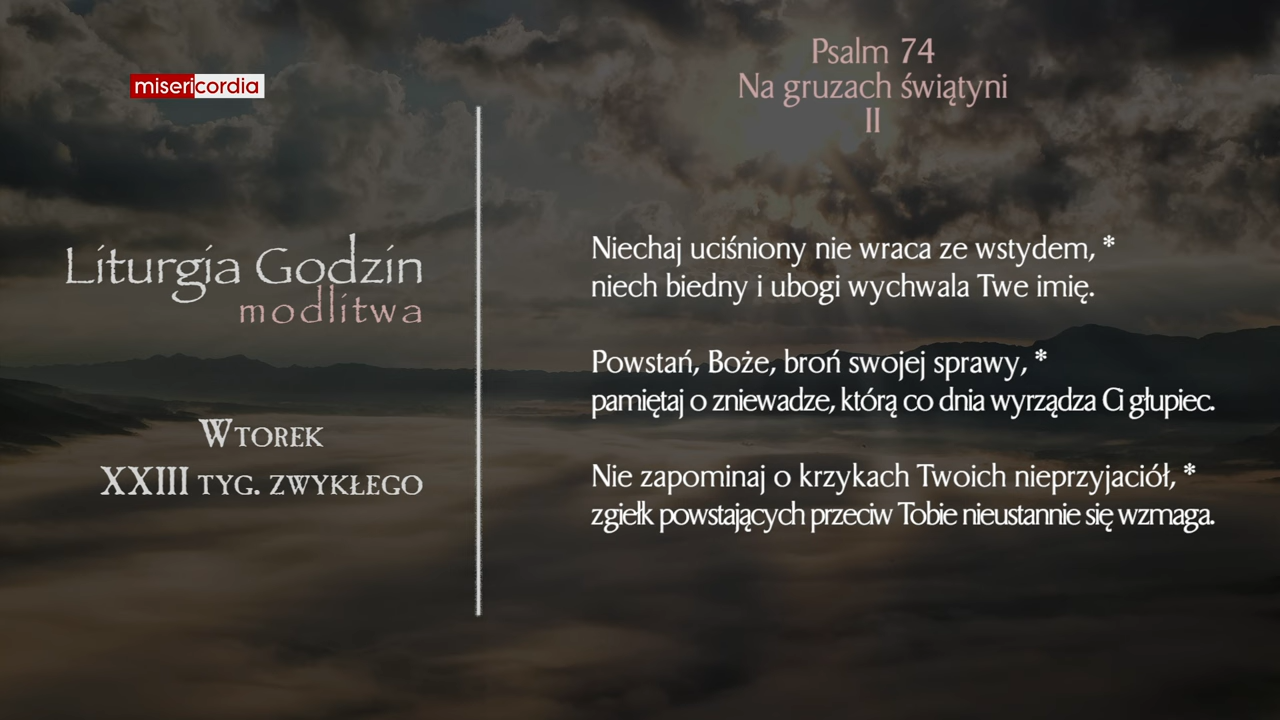 misericordia
Liturgia Godzin
modlitwa
Wtorek
XXIII tyg. zwykłego
Psalm 74
Na gruzach świątyni
II
Niechaj uciśniony nie wraca ze wstydem, *
niech biedny i ubogi wychwala Twe imię.
Powstań, Boże, broń swojej sprawy, *
pamiętaj o zniewadze, którą co dnia wyrządza Ci głupiec.
Nie zapominaj o krzykach Twoich nieprzyjaciół, *
zgiełk powstających przeciw Tobie nieustannie się wzmaga.